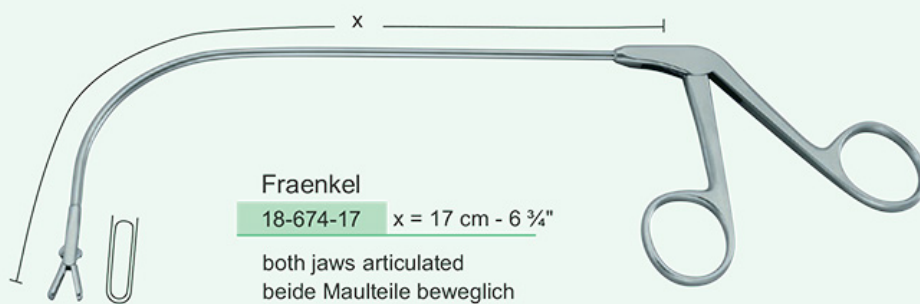 x
Fraenkel
18-674-17 x = 17 cm - 6 ¾"
both jaws articulated
beide Maulteile beweglich